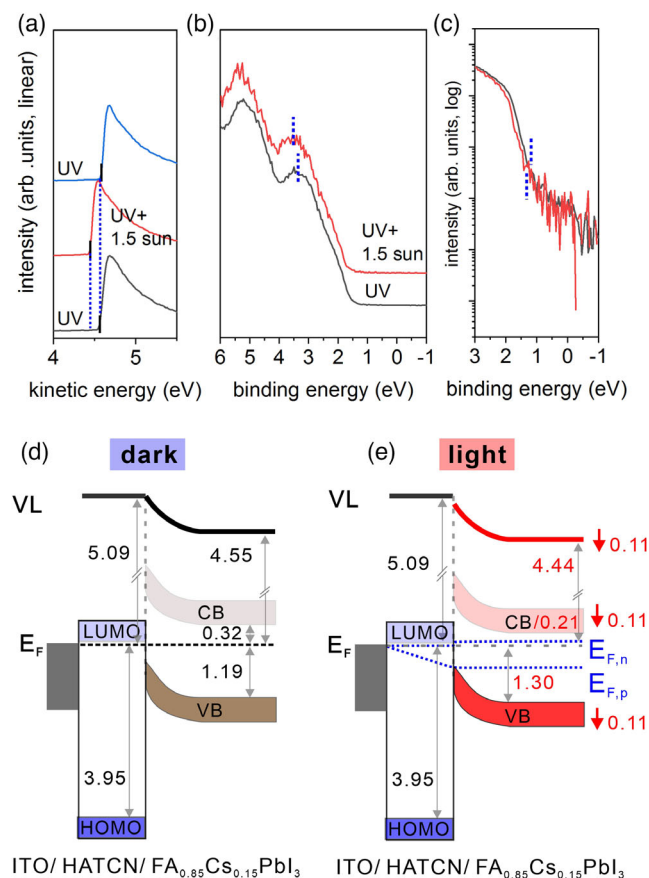 (a)
(b)
(c)
intensity (arb .units, linear)
UV
UV+
1.5 sun
UV
4
5
kinetic energy (eV)
intensity (arb. units, linear)
UV+
1.5 sun
UV
6 5 4 3 2 1 0 -1
binding energy (eV)
intensity (arb. units, log)
3 2 1 0 -1
binding energy (eV)
(d)
dark
VL
5.09
4.55
CB
0.32
LUMO
E_F
1.19
VB
3.95
HOMO
ITO/ HATCN/ FA0.85Cs0.15PbI3
(e)
light
↓0.11
5.09
4.44
CB/0.21
↓0.11
LUMO
E_F
E_F,n
E_F,p
1.30
VB
↓0.11
3.95
HOMO
ITO/ HATCN/ FA0.85Cs0.15PbI3